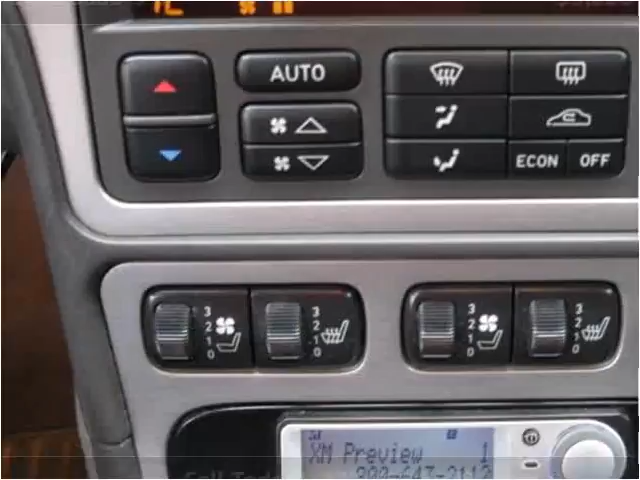 AUTO
ECON OFF
3 3 3 3
2 2 2 2
1 1 1 1
0 0 0 0
XM Preview 1